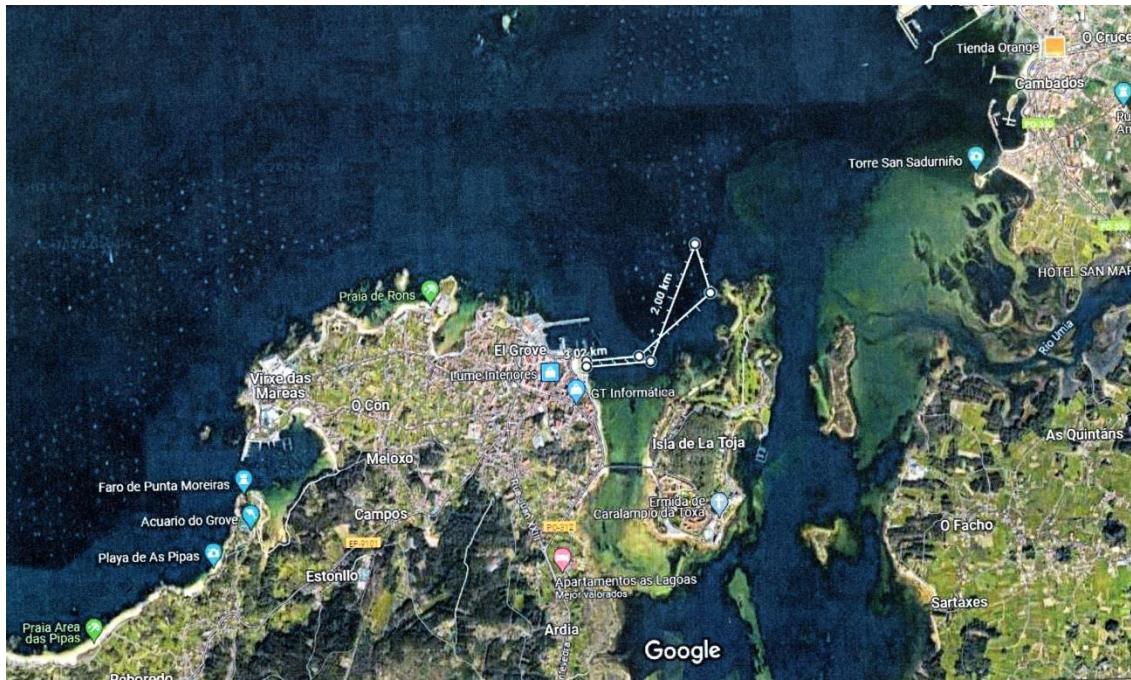 O Cruce
Tienda Orange
Cambados
PO-550
Torre San Sadurniño
HOTEL SAN MAR
Praia de Rons
2,00 km
Río Umia
El Grove
3,02 km
Lume Interiores
GT Informática
Virxe das
Mareas
O Con
As Quintáns
Isla de La Toja
Meloxo
Faro de Punta Moreiras
Ermida de
Caralampio da Toxa
Campos
Acuario do Grove
O Facho
EP-9101
Playa de As Pipas
Estonllo
Apartamentos as Lagoas
Mejor valorados
Sartaxes
Praia Area
das Pipas
Ardia
Google
Reboredo